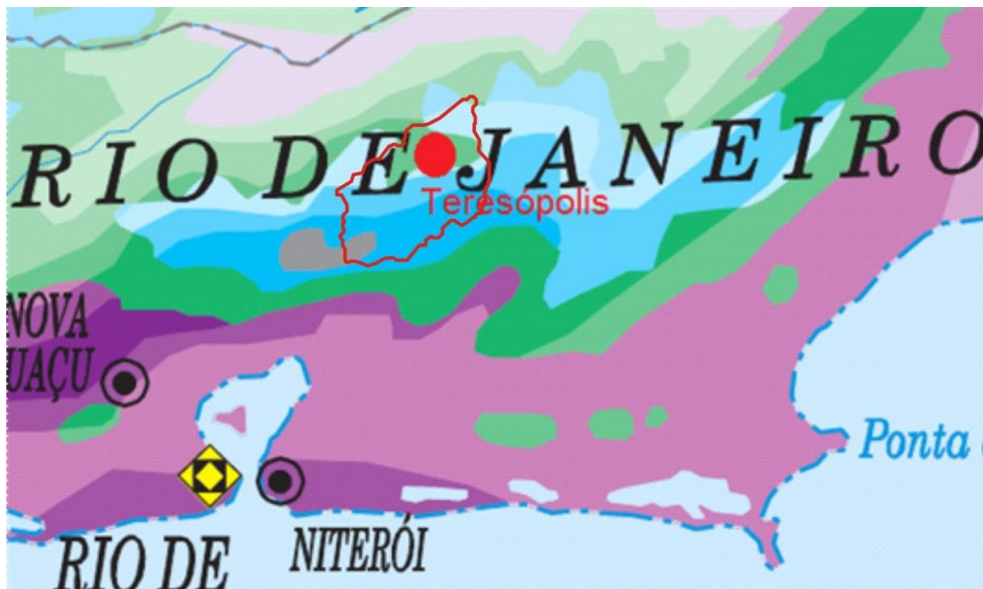 RIO DE JANEIRO
Teresópolis
NOVA
UAÇU
Ponta
NITERÓI
RIO DE